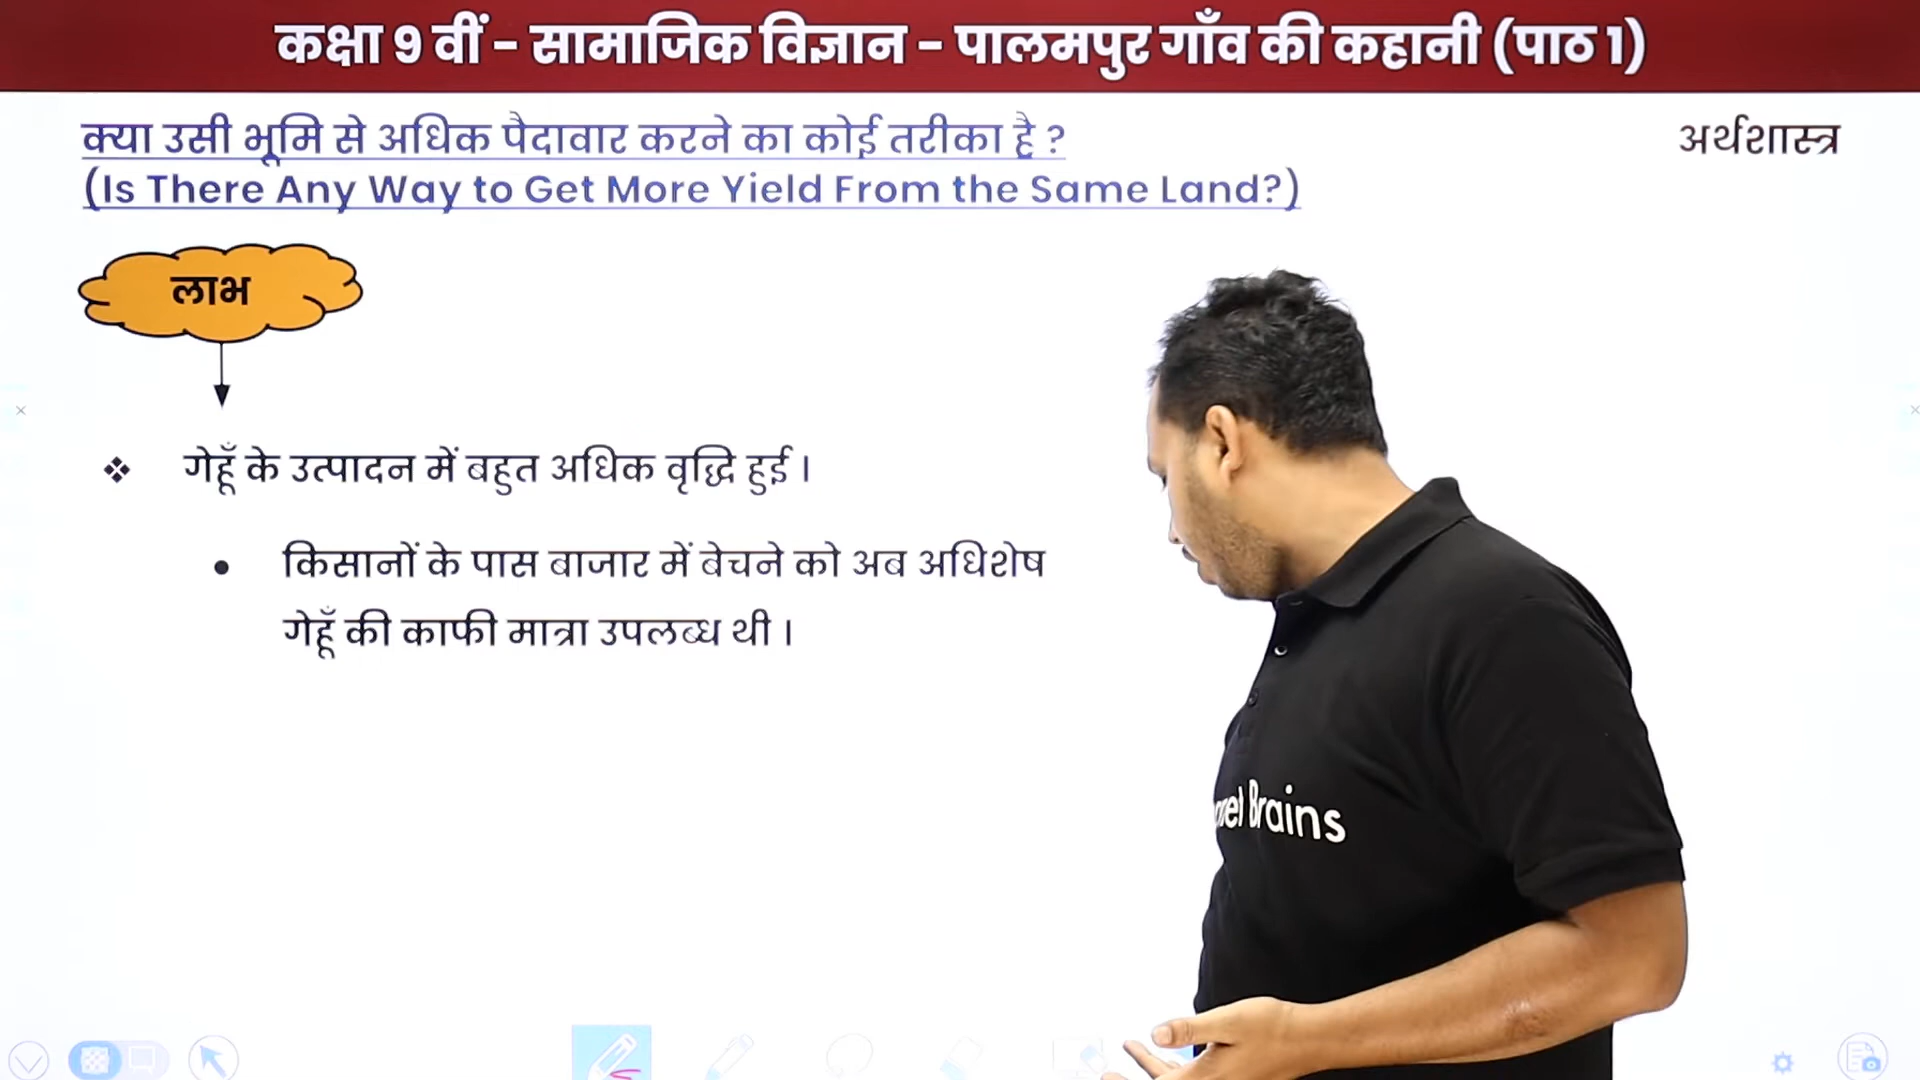 कक्षा 9 वीं - सामाजिक विज्ञान - पालमपुर गाँव की कहानी (पाठ 1)
क्या उसी भूमि से अधिक पैदावार करने का कोई तरीका है ?
अर्थशास्त्र
(Is There Any Way to Get More Yield From the Same Land?)
लाभ
गेहूँ के उत्पादन में बहुत अधिक वृद्धि हुई ।
किसानों के पास बाजार में बेचने को अब अधिशेष
गेहूँ की काफी मात्रा उपलब्ध थी ।
Brains